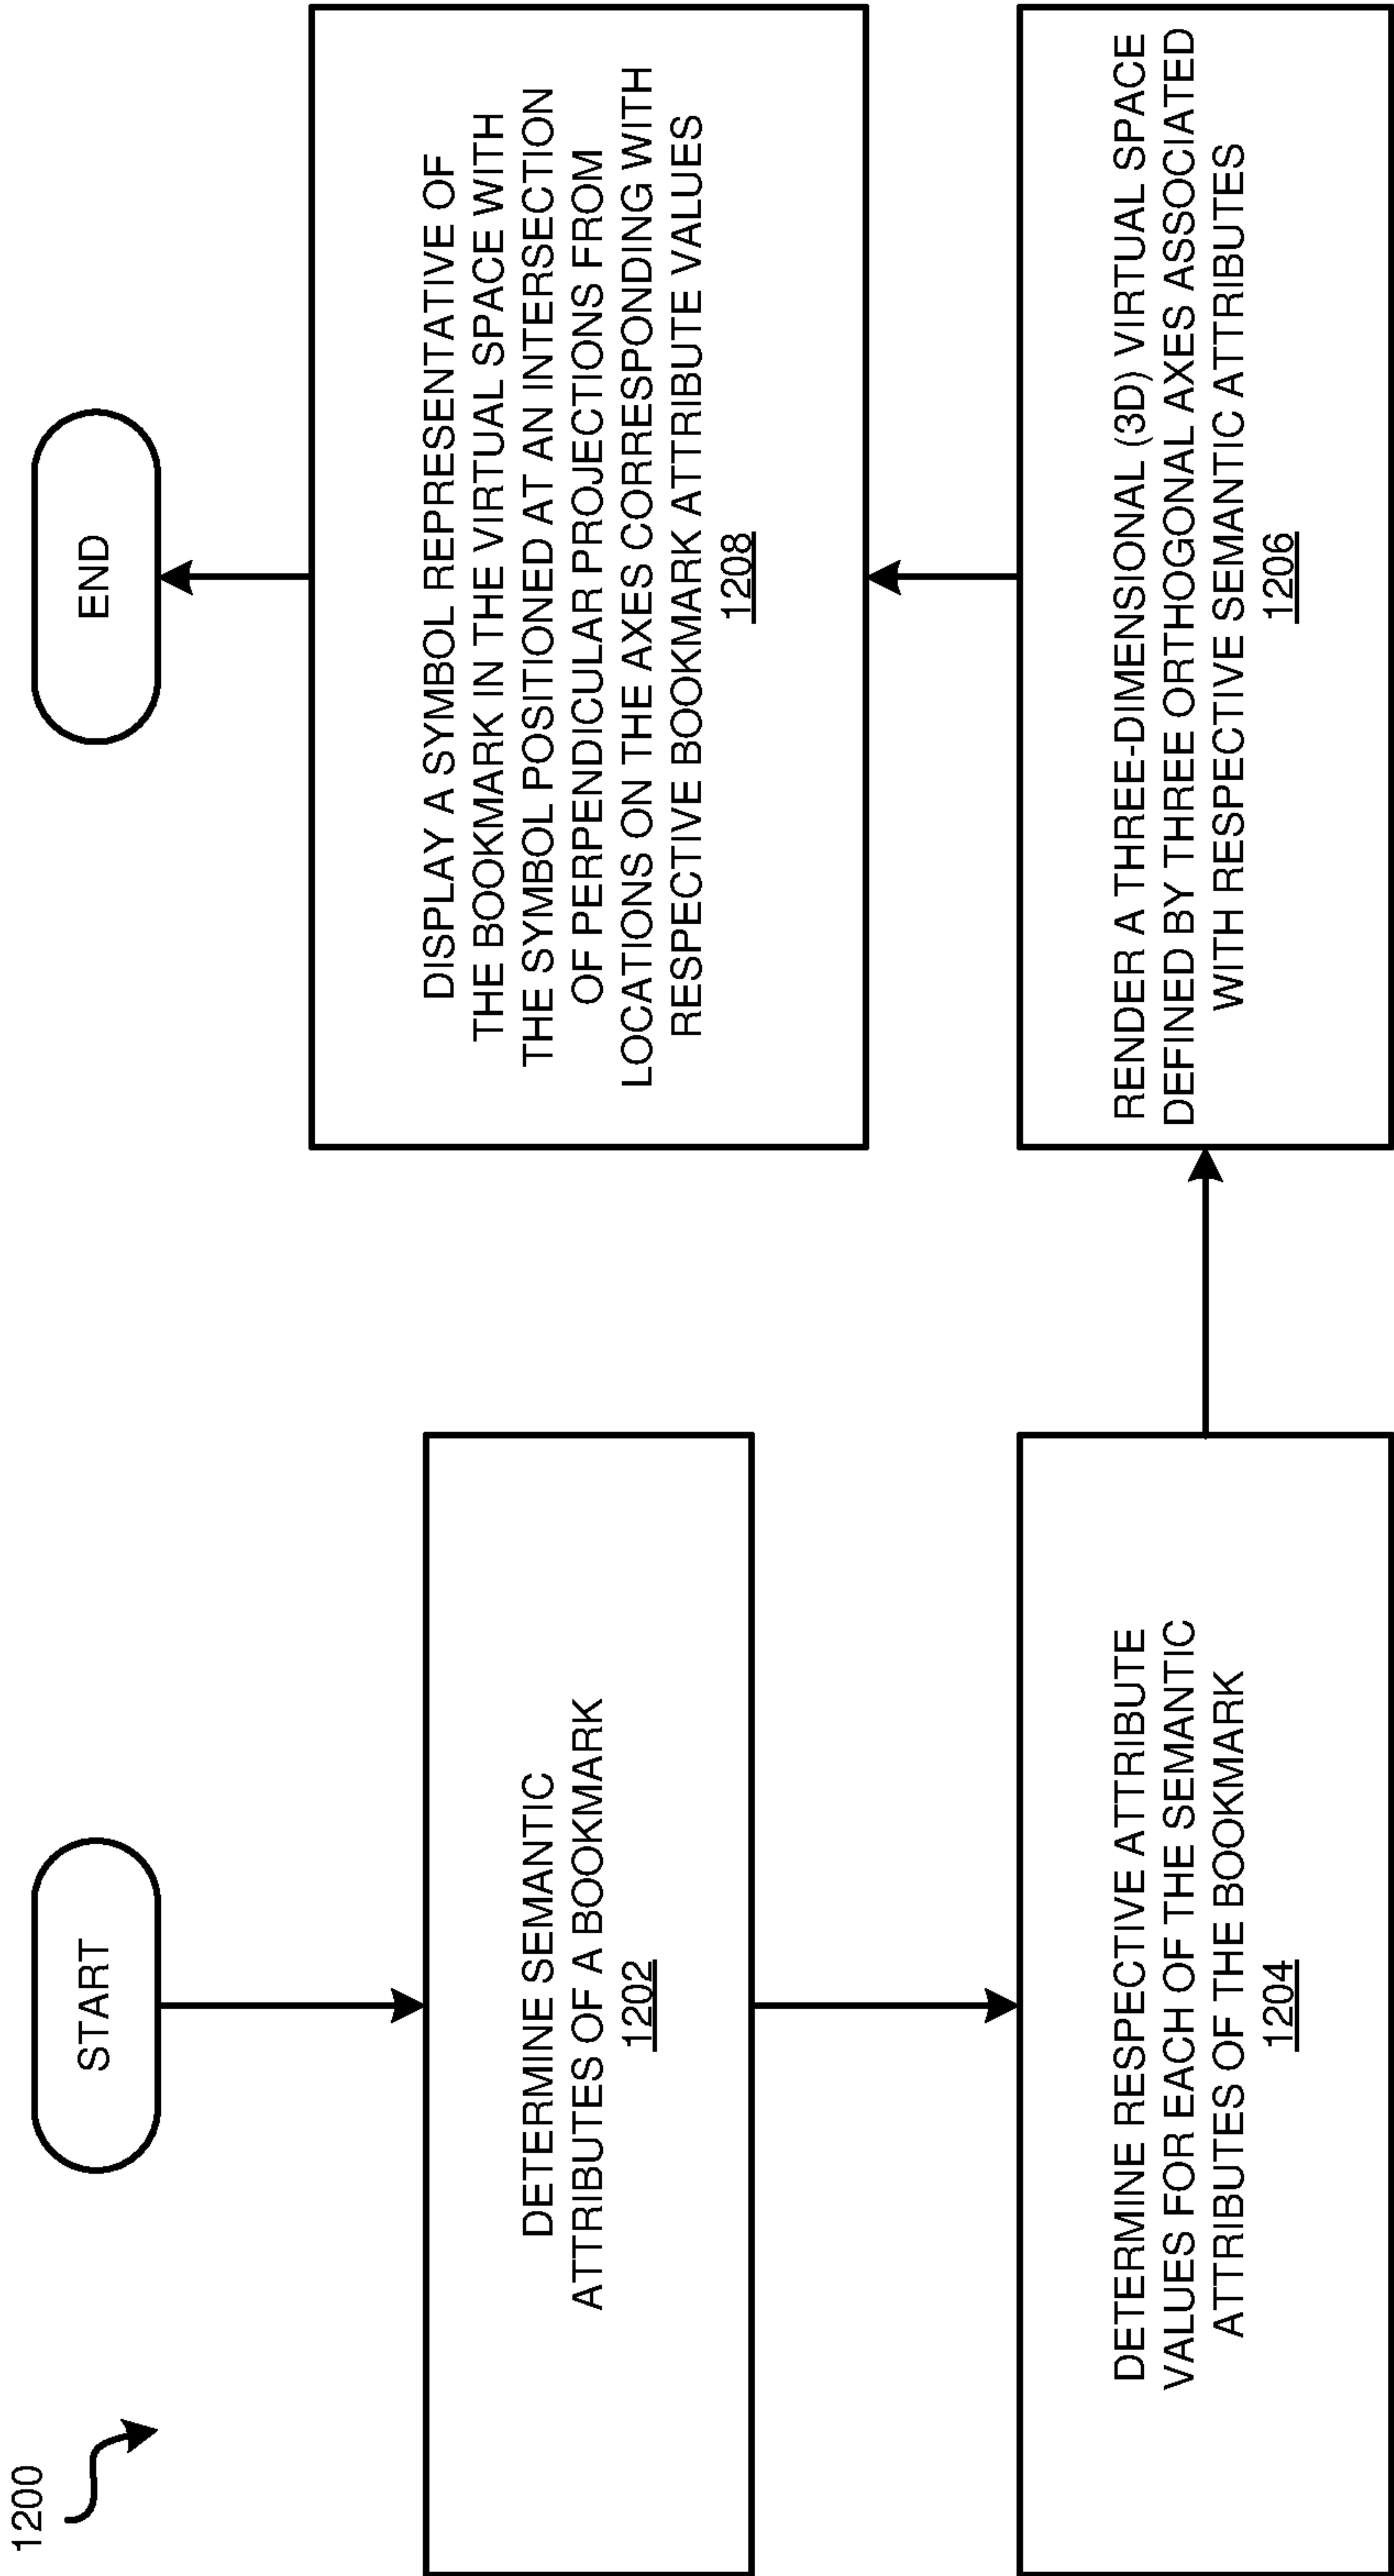 1200
START
DETERMINE SEMANTIC
ATTRIBUTES OF A BOOKMARK
1202
DETERMINE RESPECTIVE ATTRIBUTE
VALUES FOR EACH OF THE SEMANTIC
ATTRIBUTES OF THE BOOKMARK
1204
RENDER A THREE-DIMENSIONAL (3D) VIRTUAL SPACE
DEFINED BY THREE ORTHOGONAL AXES ASSOCIATED
WITH RESPECTIVE SEMANTIC ATTRIBUTES
1206
DISPLAY A SYMBOL REPRESENTATIVE OF
THE BOOKMARK IN THE VIRTUAL SPACE WITH
THE SYMBOL POSITIONED AT AN INTERSECTION
OF PERPENDICULAR PROJECTIONS FROM
LOCATIONS ON THE AXES CORRESPONDING WITH
RESPECTIVE BOOKMARK ATTRIBUTE VALUES
1208
END